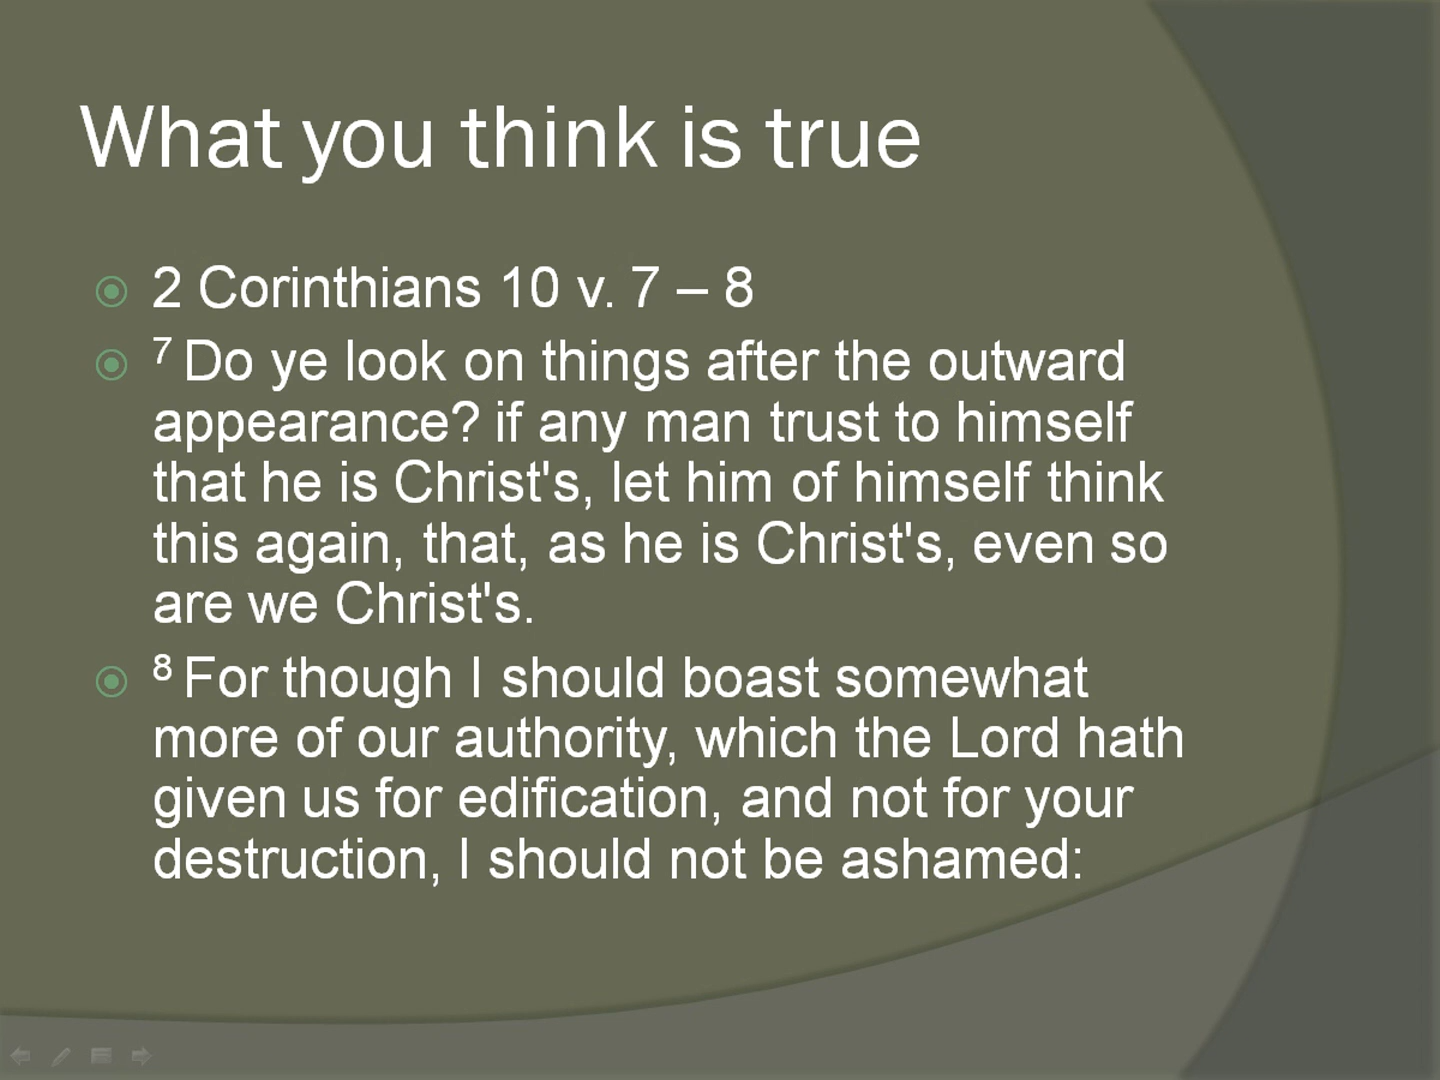 What you think is true
2 Corinthians 10 v. 7 – 8
7 Do ye look on things after the outward
appearance? if any man trust to himself
that he is Christ's, let him of himself think
this again, that, as he is Christ's, even so
are we Christ's.
8 For though I should boast somewhat
more of our authority, which the Lord hath
given us for edification, and not for your
destruction, I should not be ashamed: